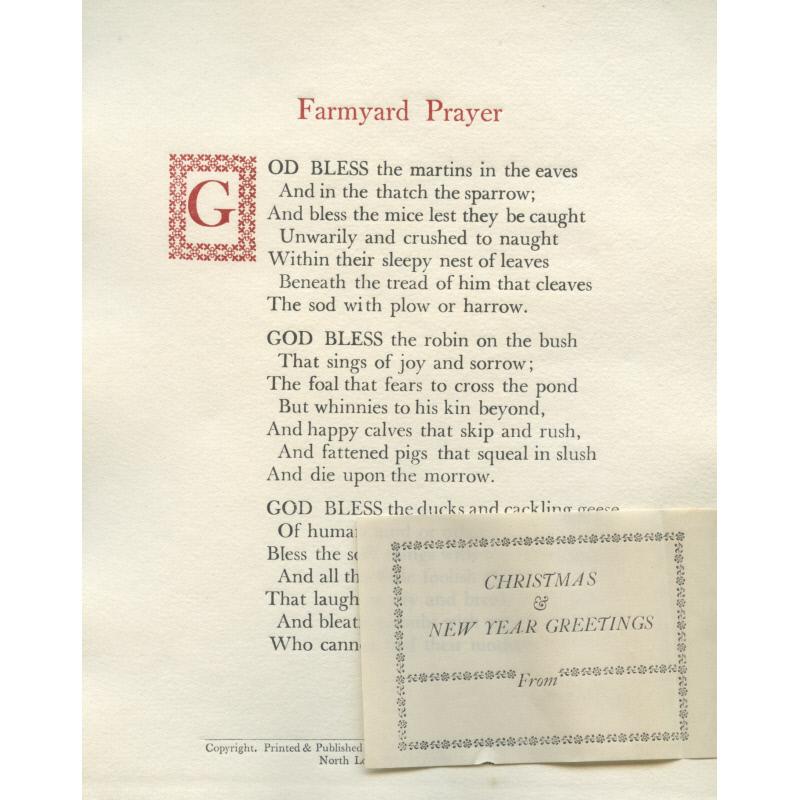 Farmyard Prayer
GOD BLESS the martins in the eaves
And in the thatch the sparrow;
And bless the mice lest they be caught
Unwarily and crushed to naught
Within their sleepy nest of leaves
Beneath the tread of him that cleaves
The sod with plow or harrow.
GOD BLESS the robin on the bush
That sings of joy and sorrow;
The foal that fears to cross the pond
But whinnies to his kin beyond,
And happy calves that skip and rush,
And fattened pigs that squeal in slush
And die upon the morrow.
GOD BLESS the ducks and cackling geese
Of human
Bless the
And all
That laugh
And
Who
Copyright. Printed & Published
North
CHRISTMAS
&
NEW YEAR GREETINGS
From